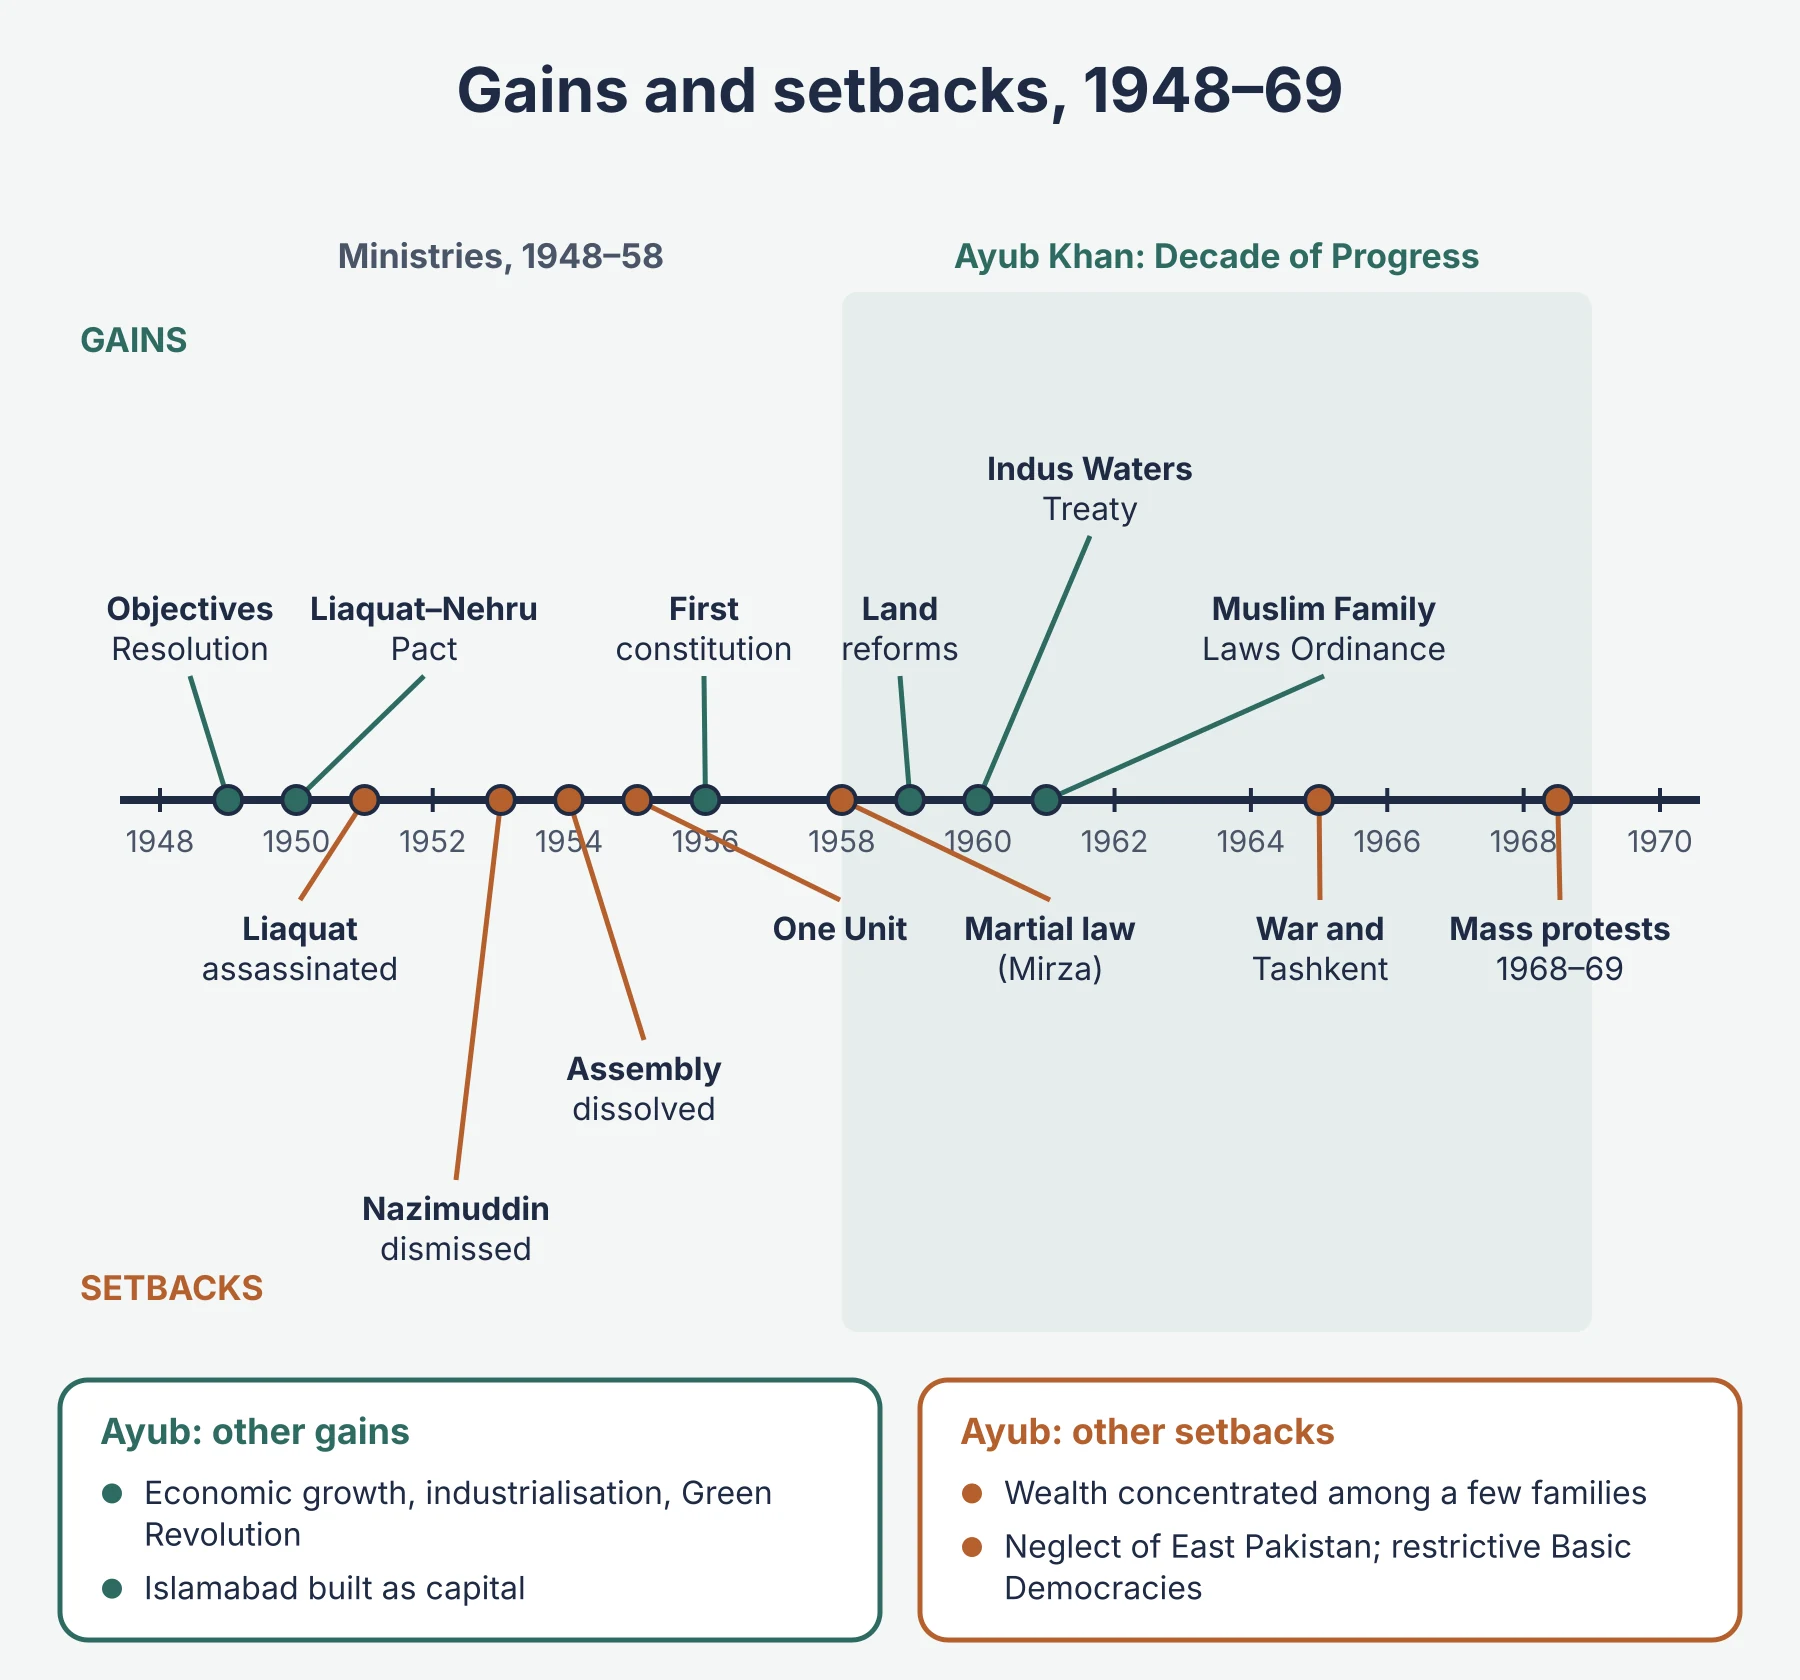 Gains and setbacks, 1948–69
Ministries, 1948–58
Ayub Khan: Decade of Progress
GAINS
Indus Waters
Treaty
Objectives
Resolution
Liaquat–Nehru
Pact
First
constitution
Land
reforms
Muslim Family
Laws Ordinance
1948
1950
1952
1954
1956
1958
1960
1962
1964
1966
1968
1970
Liaquat
assassinated
One Unit
Martial law
(Mirza)
War and
Tashkent
Mass protests
1968–69
Assembly
dissolved
Nazimuddin
dismissed
SETBACKS
Ayub: other gains
Economic growth, industrialisation, Green
Revolution
Islamabad built as capital
Ayub: other setbacks
Wealth concentrated among a few families
Neglect of East Pakistan; restrictive Basic
Democracies